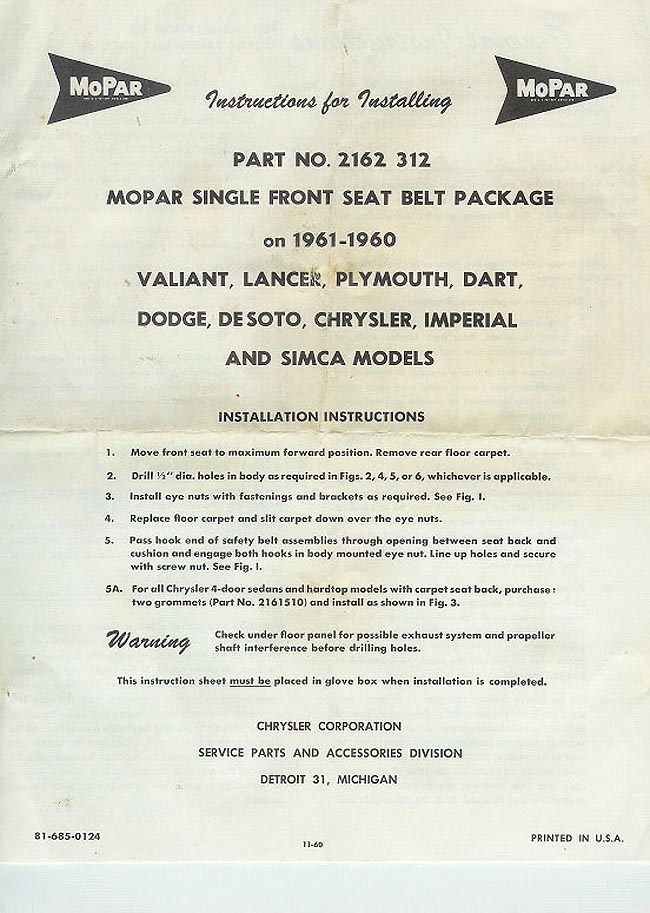 MOPAR
MOPAR
Instructions for Installing
PART NO. 2162 312
MOPAR SINGLE FRONT SEAT BELT PACKAGE
on 1961-1960
VALIANT, LANCER, PLYMOUTH, DART,
DODGE, DE SOTO, CHRYSLER, IMPERIAL
AND SIMCA MODELS
INSTALLATION INSTRUCTIONS
1. Move front seat to maximum forward position. Remove rear floor carpet.
2. Drill ½" dia. holes in body as required in Figs. 2, 4, 5, or 6, whichever is applicable.
3. Install eye nuts with fastenings and brackets as required. See Fig. I.
4. Replace floor carpet and slit carpet down over the eye nuts.
5. Pass hook end of safety belt assemblies through opening between seat back and
cushion and engage both hooks in body mounted eye nut. Line up holes and secure
with screw nut. See Fig. I.
5A. For all Chrysler 4-door sedans and hardtop models with carpet seat back, purchase:
two grommets (Part No. 2161510) and install as shown in Fig. 3.
Warning Check under floor panel for possible exhaust system and propeller
shaft interference before drilling holes.
This instruction sheet must be placed in glove box when installation is completed.
CHRYSLER CORPORATION
SERVICE PARTS AND ACCESSORIES DIVISION
DETROIT 31, MICHIGAN
81-685-0124
11-60
PRINTED IN U.S.A.